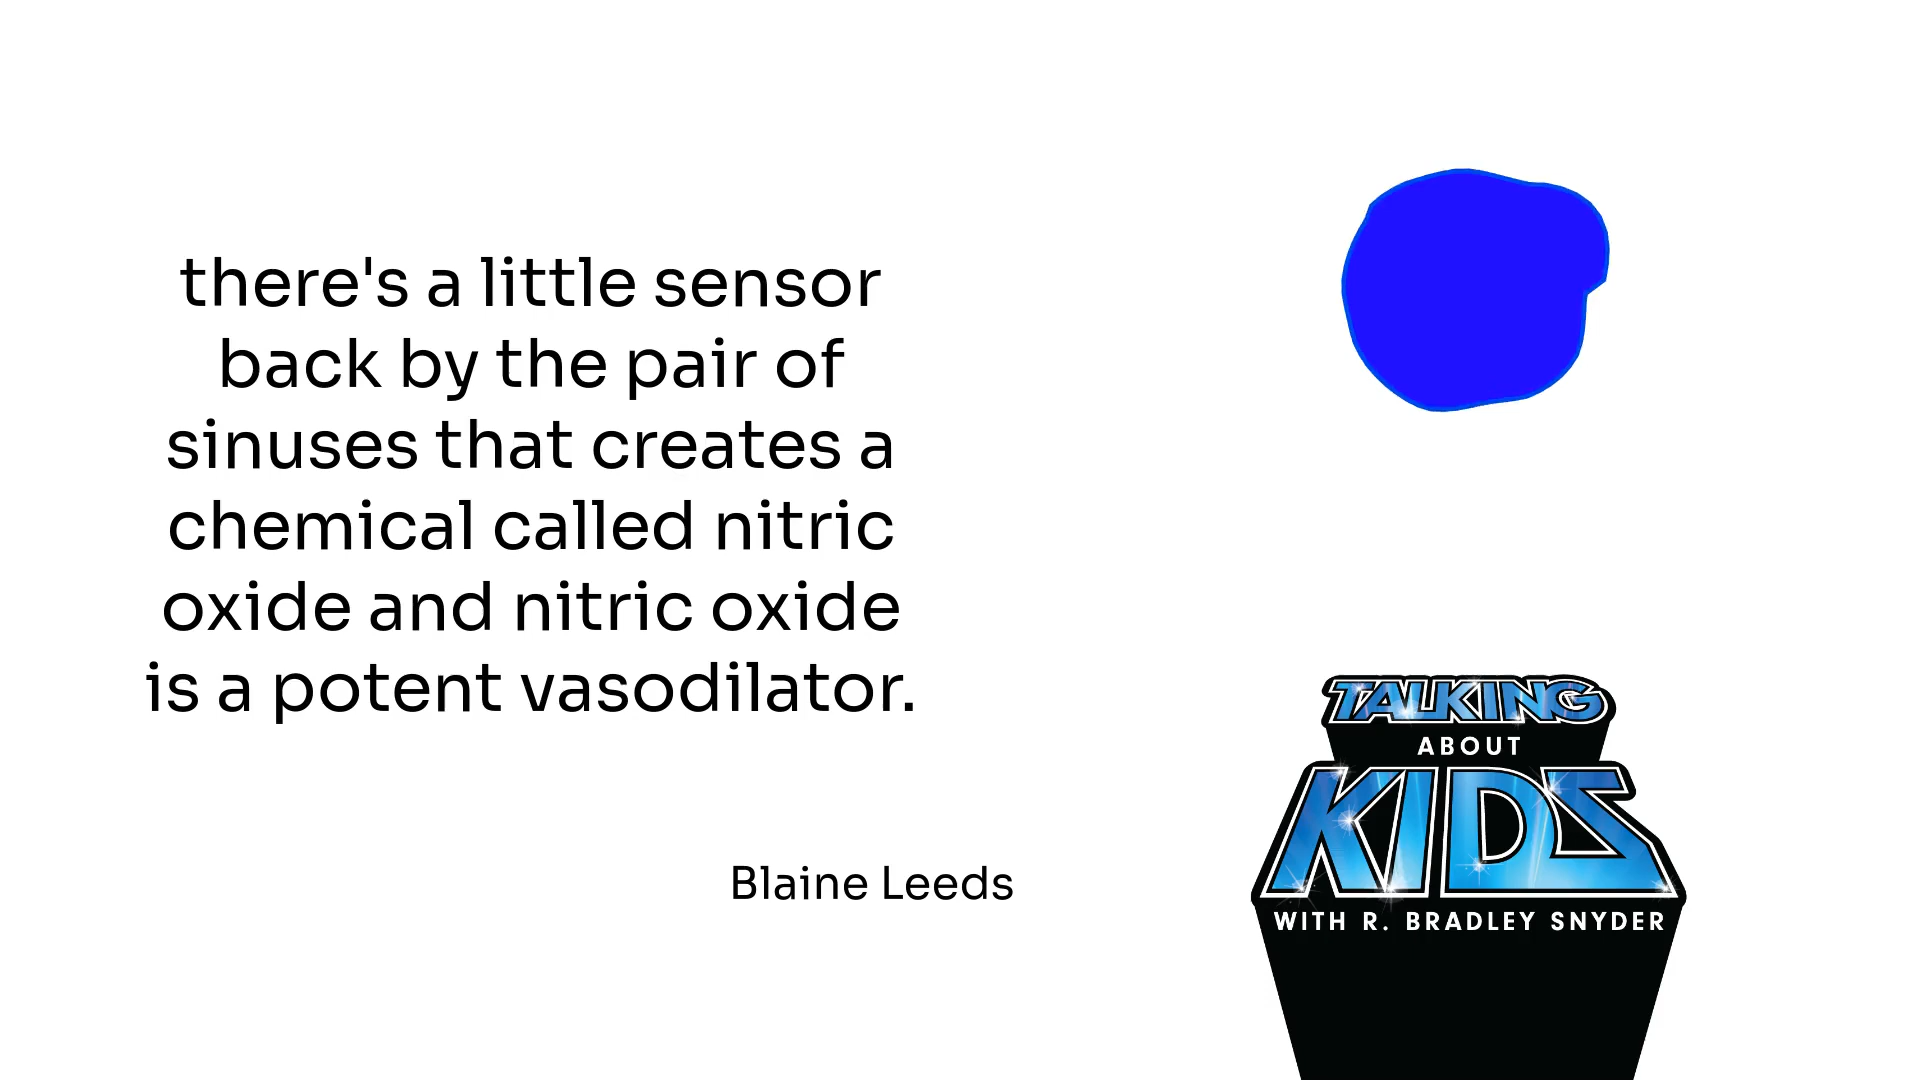 there's a little sensor
back by the pair of
sinuses that creates a
chemical called nitric
oxide and nitric oxide
is a potent vasodilator.
Blaine Leeds
TALKING
ABOUT
KIDS
WITH R. BRADLEY SNYDER